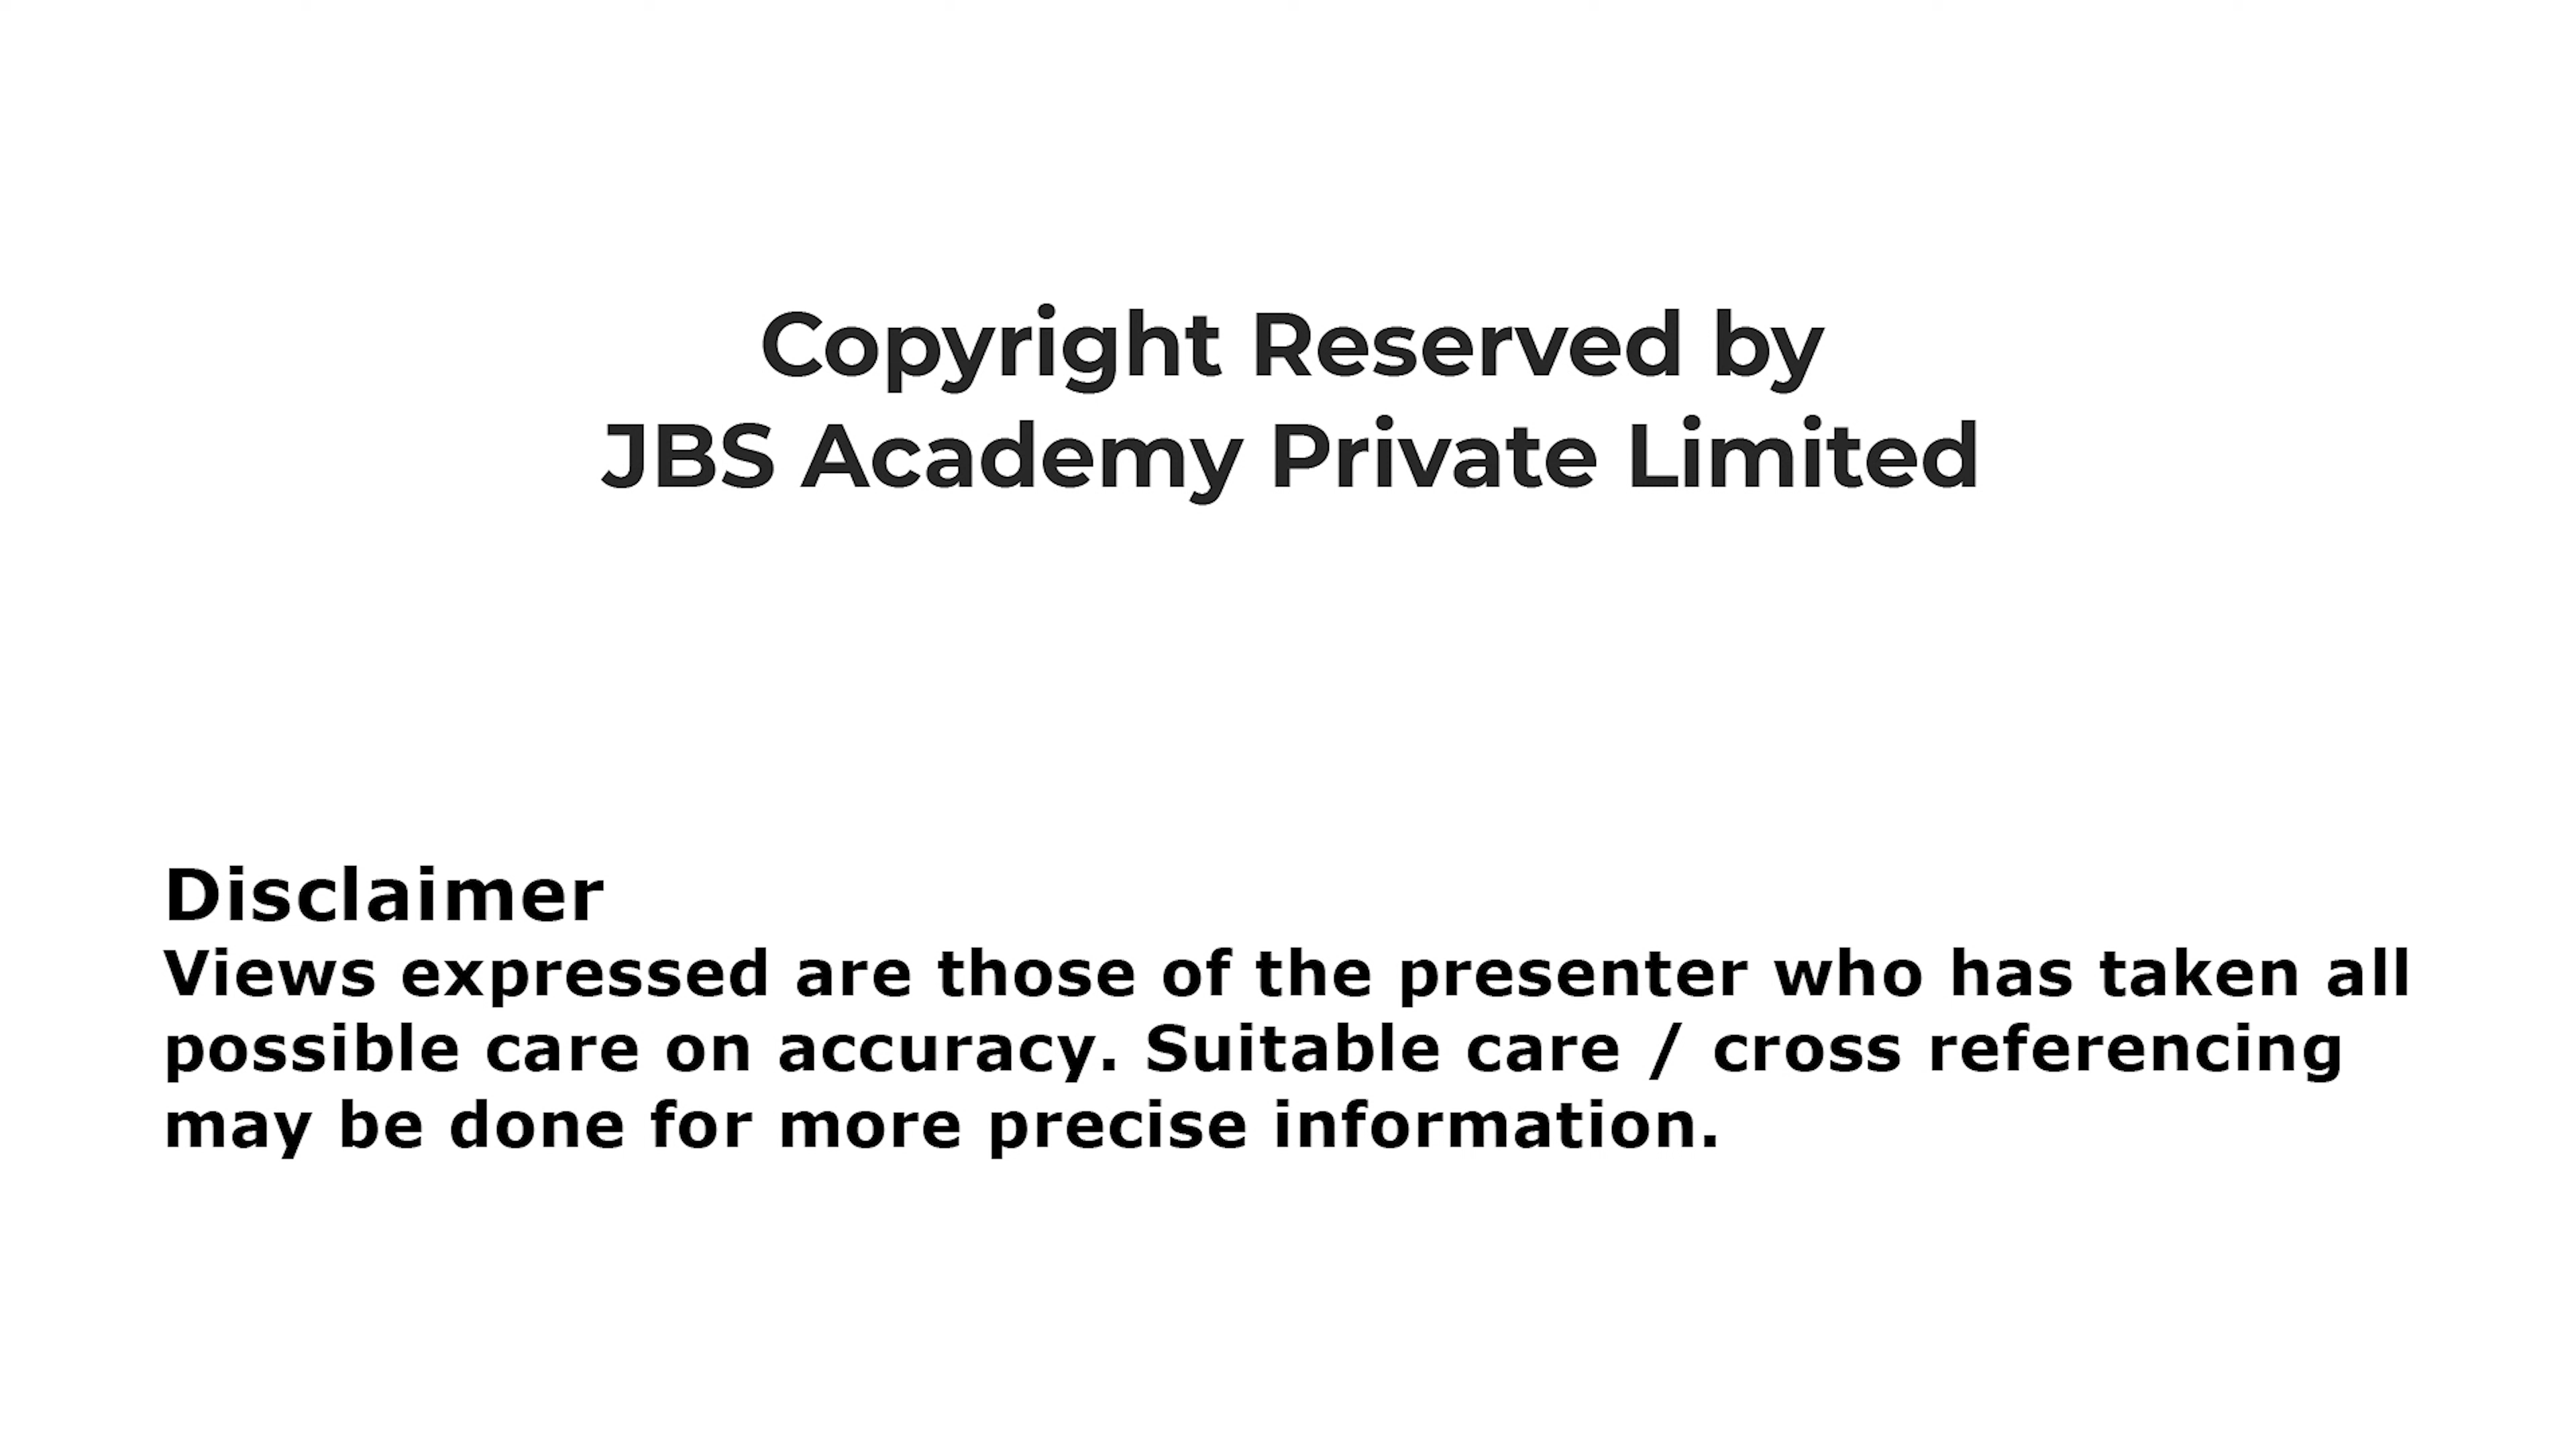 Copyright Reserved by
JBS Academy Private Limited
Disclaimer
Views expressed are those of the presenter who has taken all
possible care on accuracy. Suitable care / cross referencing
may be done for more precise information.